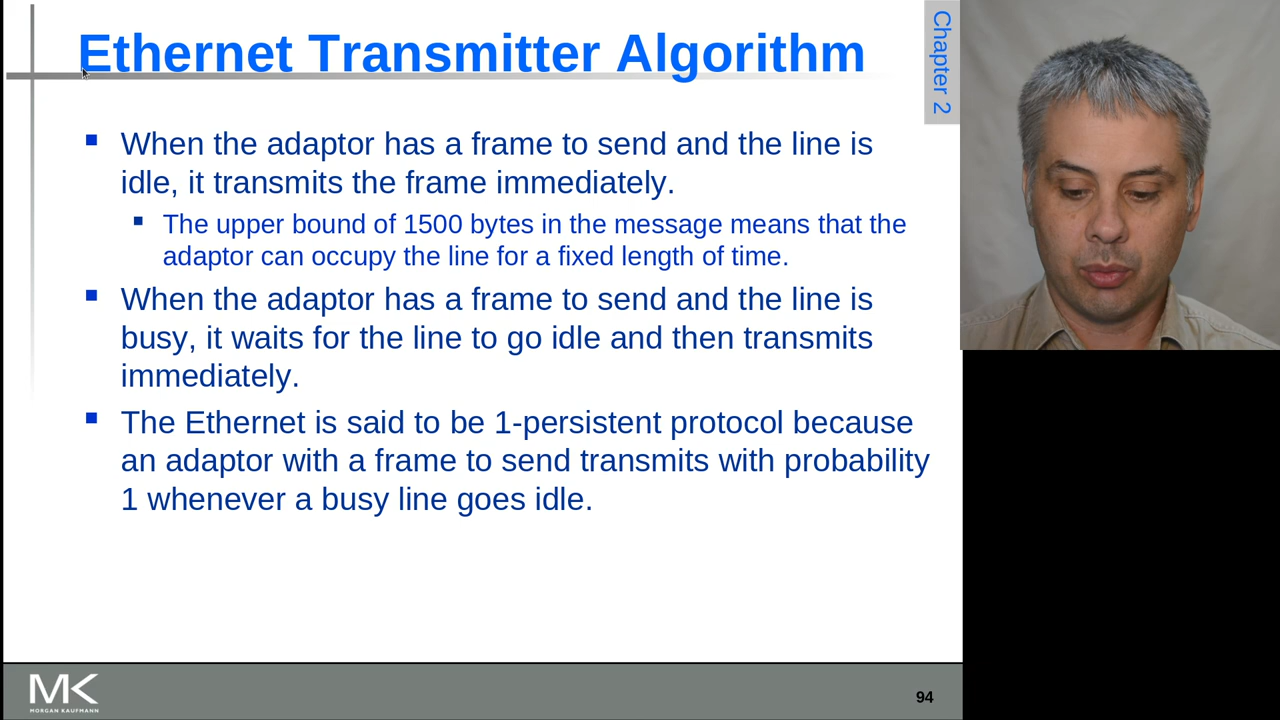 Ethernet Transmitter Algorithm
Chapter 2
When the adaptor has a frame to send and the line is
idle, it transmits the frame immediately.
The upper bound of 1500 bytes in the message means that the
adaptor can occupy the line for a fixed length of time.
When the adaptor has a frame to send and the line is
busy, it waits for the line to go idle and then transmits
immediately.
The Ethernet is said to be 1-persistent protocol because
an adaptor with a frame to send transmits with probability
1 whenever a busy line goes idle.
MK
MORGAN KAUFMANN
94